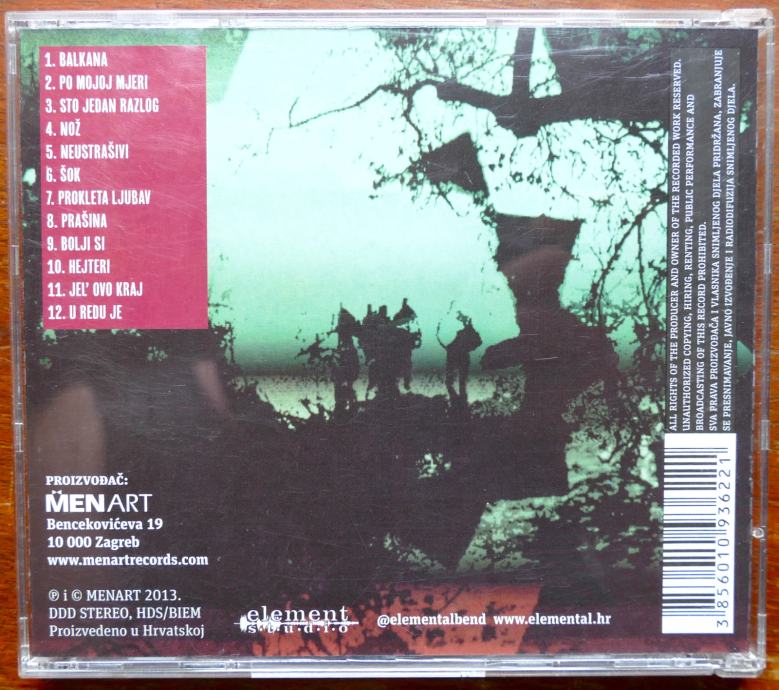 1. BALKANA
2. PO MOJOJ MJERI
3. STO JEDAN RAZLOG
4. NOŽ
5. NEUSTRAŠIVI
6. ŠOK
7. PROKLETA LJUBAV
8. PRAŠINA
9. BOLJI SI
10. HEJTERI
11. JEL' OVO KRAJ
12. U REDU JE
ALL RIGHTS OF THE PRODUCER AND OWNER OF THE RECORDED WORK RESERVED.
UNAUTHORIZED COPYING, HIRING, RENTING, PUBLIC PERFORMANCE AND
BROADCASTING OF THIS RECORD PROHIBITED.
SVA PRAVA PROIZVOĐAČA I VLASNIKA SNIMLJENOG DJELA PRIDRŽANA, ZABRANJUJE
SE PRESNIMAVANJE, JAVNO IZVOĐENJE I RADIODIFUZIJA SNIMLJENOG DJELA.
3 856010 936221
PROIZVOĐAČ:
MENART
Bencekovićeva 19
10 000 Zagreb
www.menartrecords.com
℗ i © MENART 2013.
DDD STEREO, HDS/BIEM
Proizvedeno u Hrvatskoj
element
studio
@elementalbend www.elemental.hr